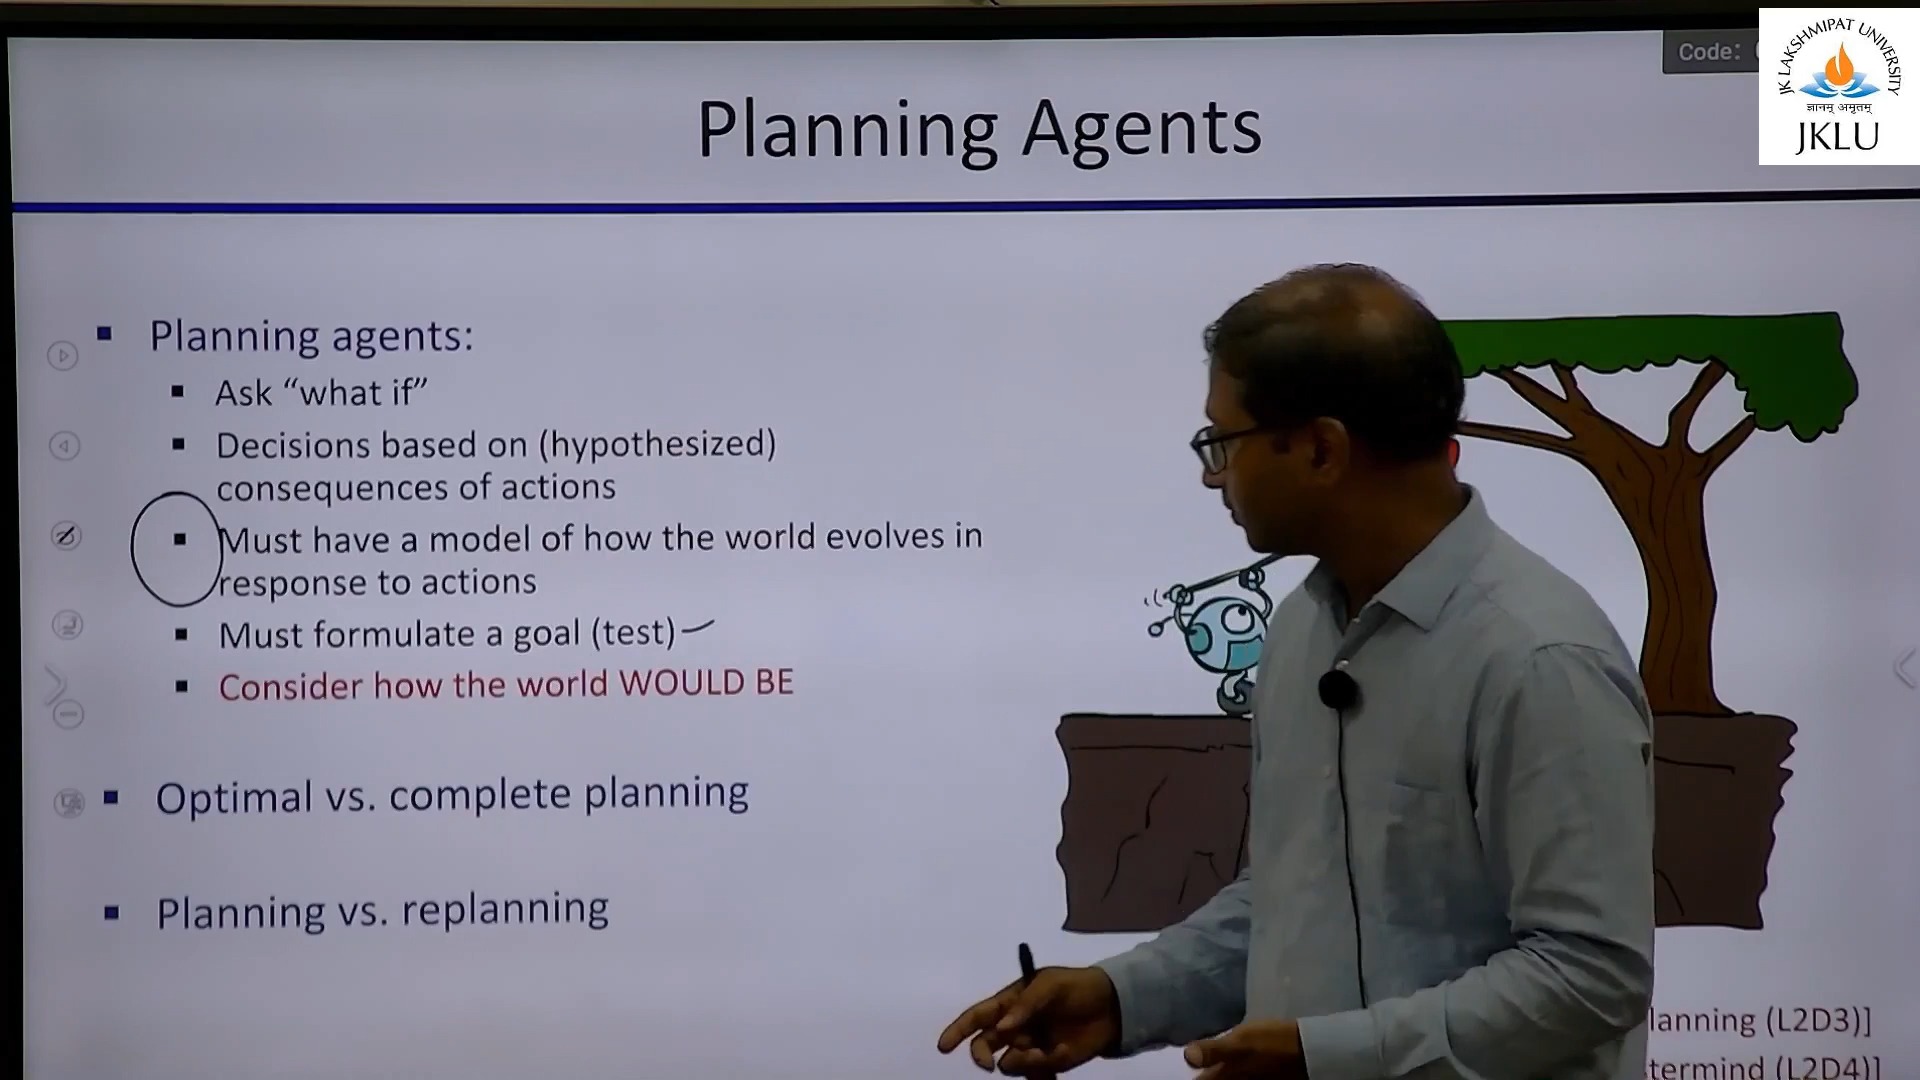 Code:
JK LAKSHMIPAT UNIVERSITY
ज्ञानम् अमृतम्
JKLU
Planning Agents
Planning agents:
Ask “what if”
Decisions based on (hypothesized)
consequences of actions
Must have a model of how the world evolves in
response to actions
Must formulate a goal (test)
Consider how the world WOULD BE
Optimal vs. complete planning
Planning vs. replanning
lanning (L2D3)]
termind (L2D4)]